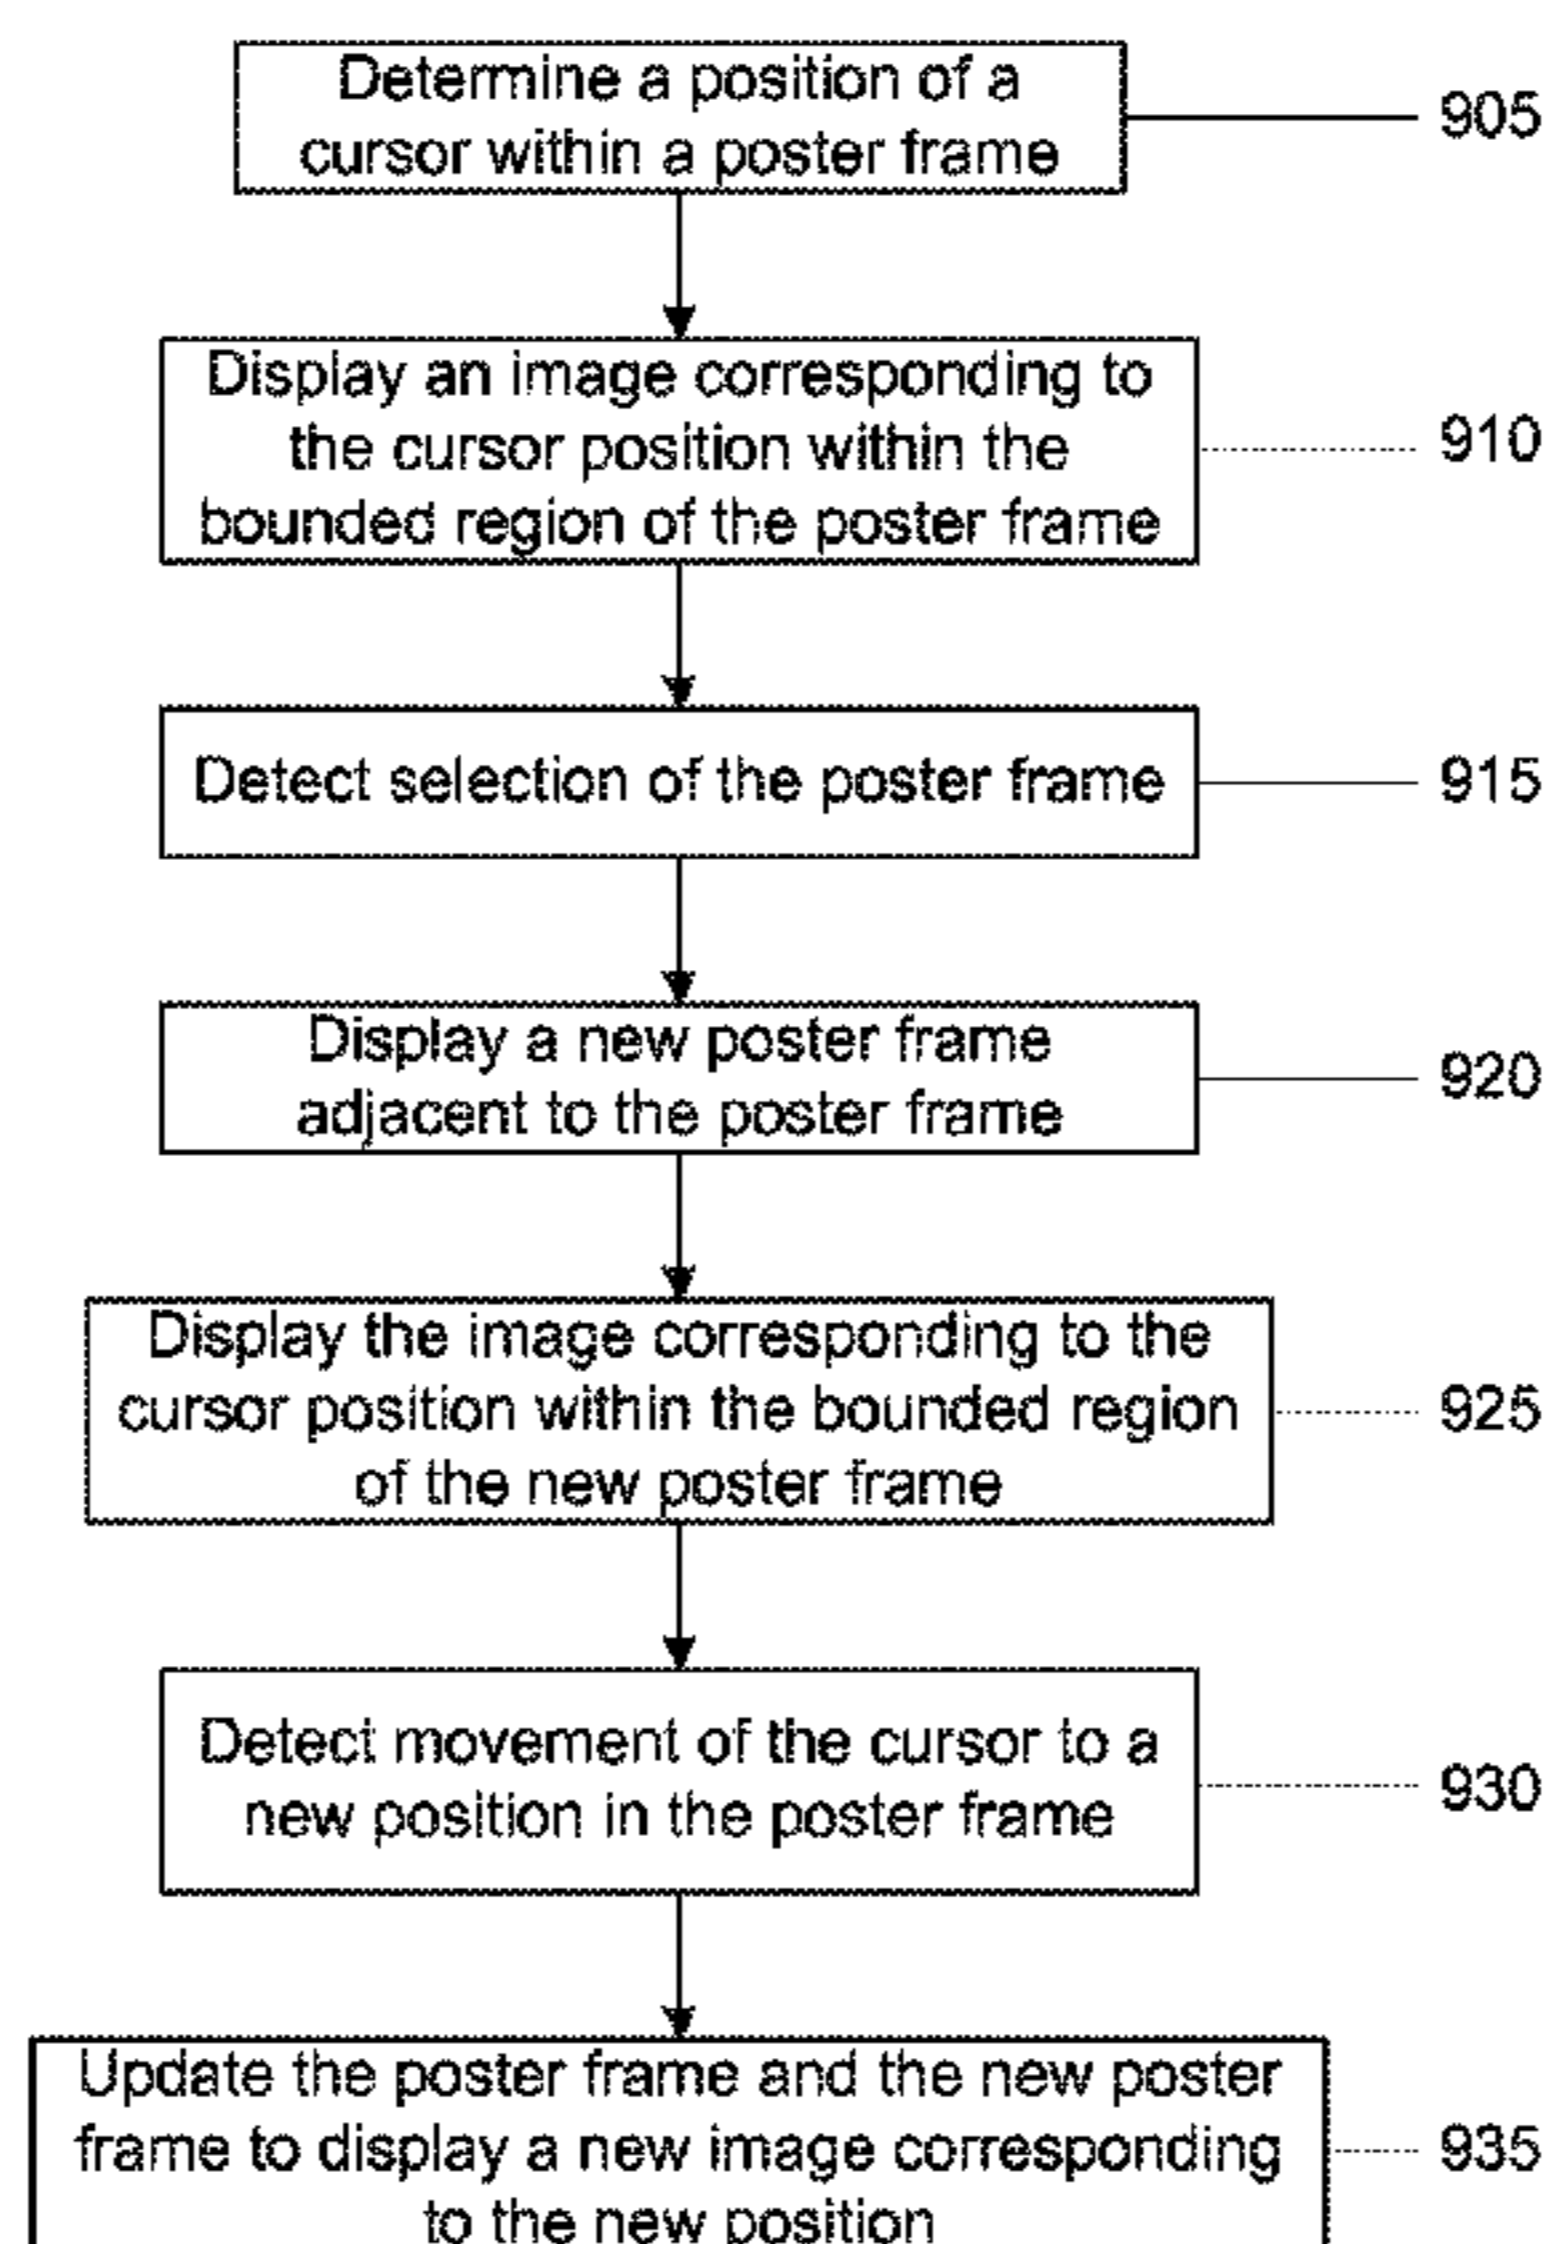 Determine a position of a
cursor within a poster frame
905
Display an image corresponding to
the cursor position within the
bounded region of the poster frame
910
Detect selection of the poster frame
915
Display a new poster frame
adjacent to the poster frame
920
Display the image corresponding to the
cursor position within the bounded region
of the new poster frame
925
Detect movement of the cursor to a
new position in the poster frame
930
Update the poster frame and the new poster
frame to display a new image corresponding
to the new position
935